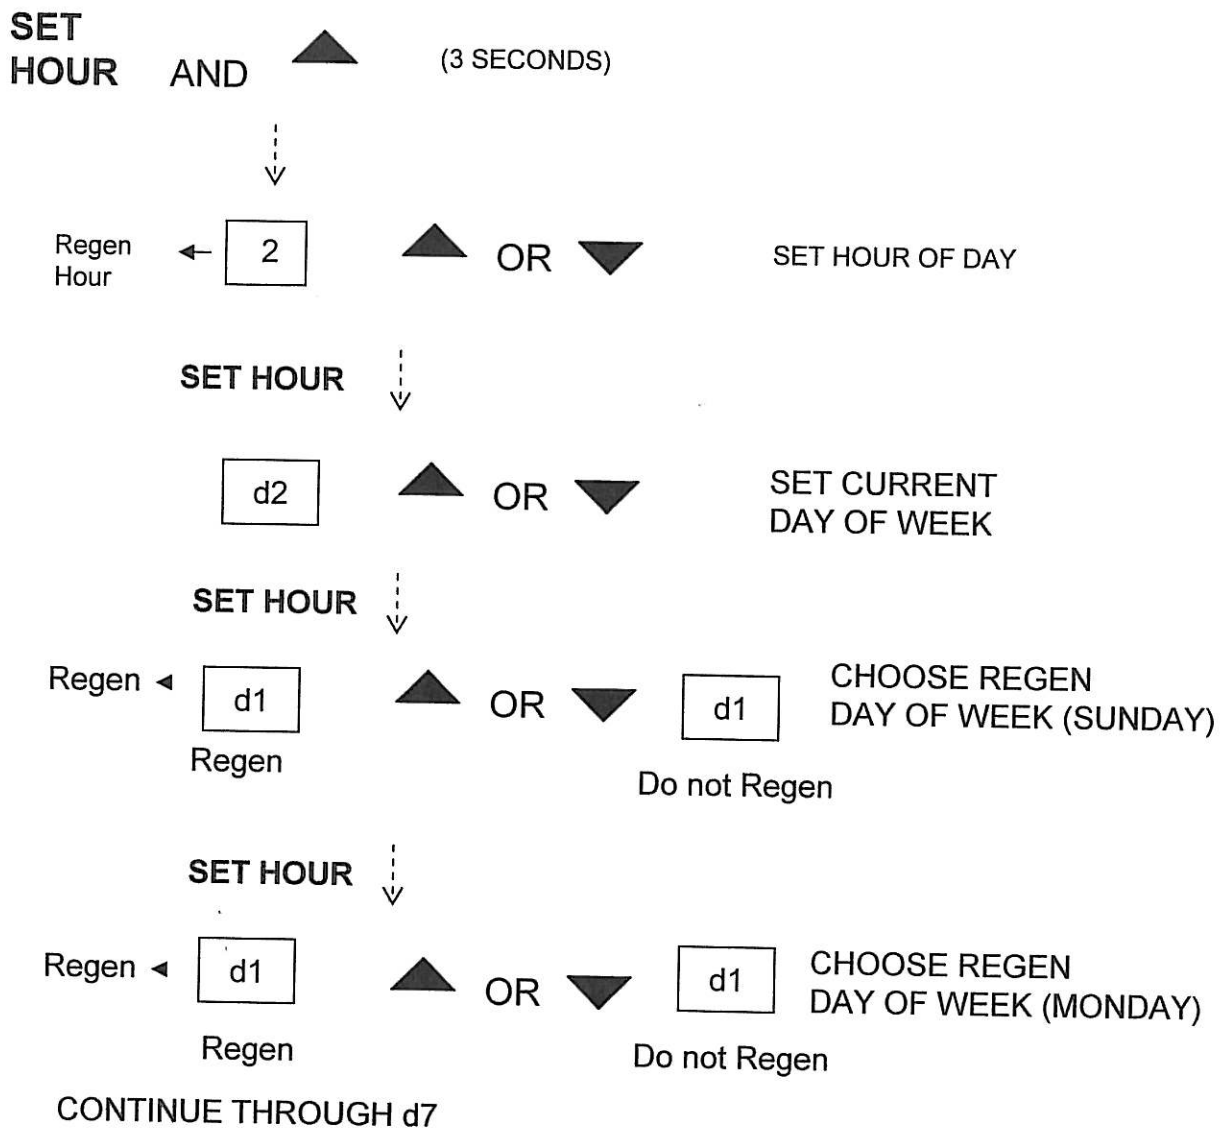 SET
HOUR AND (3 SECONDS)
Regen
Hour
2 OR SET HOUR OF DAY
SET HOUR
d2 OR SET CURRENT
DAY OF WEEK
SET HOUR
Regen d1 OR d1 CHOOSE REGEN
DAY OF WEEK (SUNDAY)
Regen
Do not Regen
SET HOUR
Regen d1 OR d1 CHOOSE REGEN
DAY OF WEEK (MONDAY)
Regen
Do not Regen
CONTINUE THROUGH d7